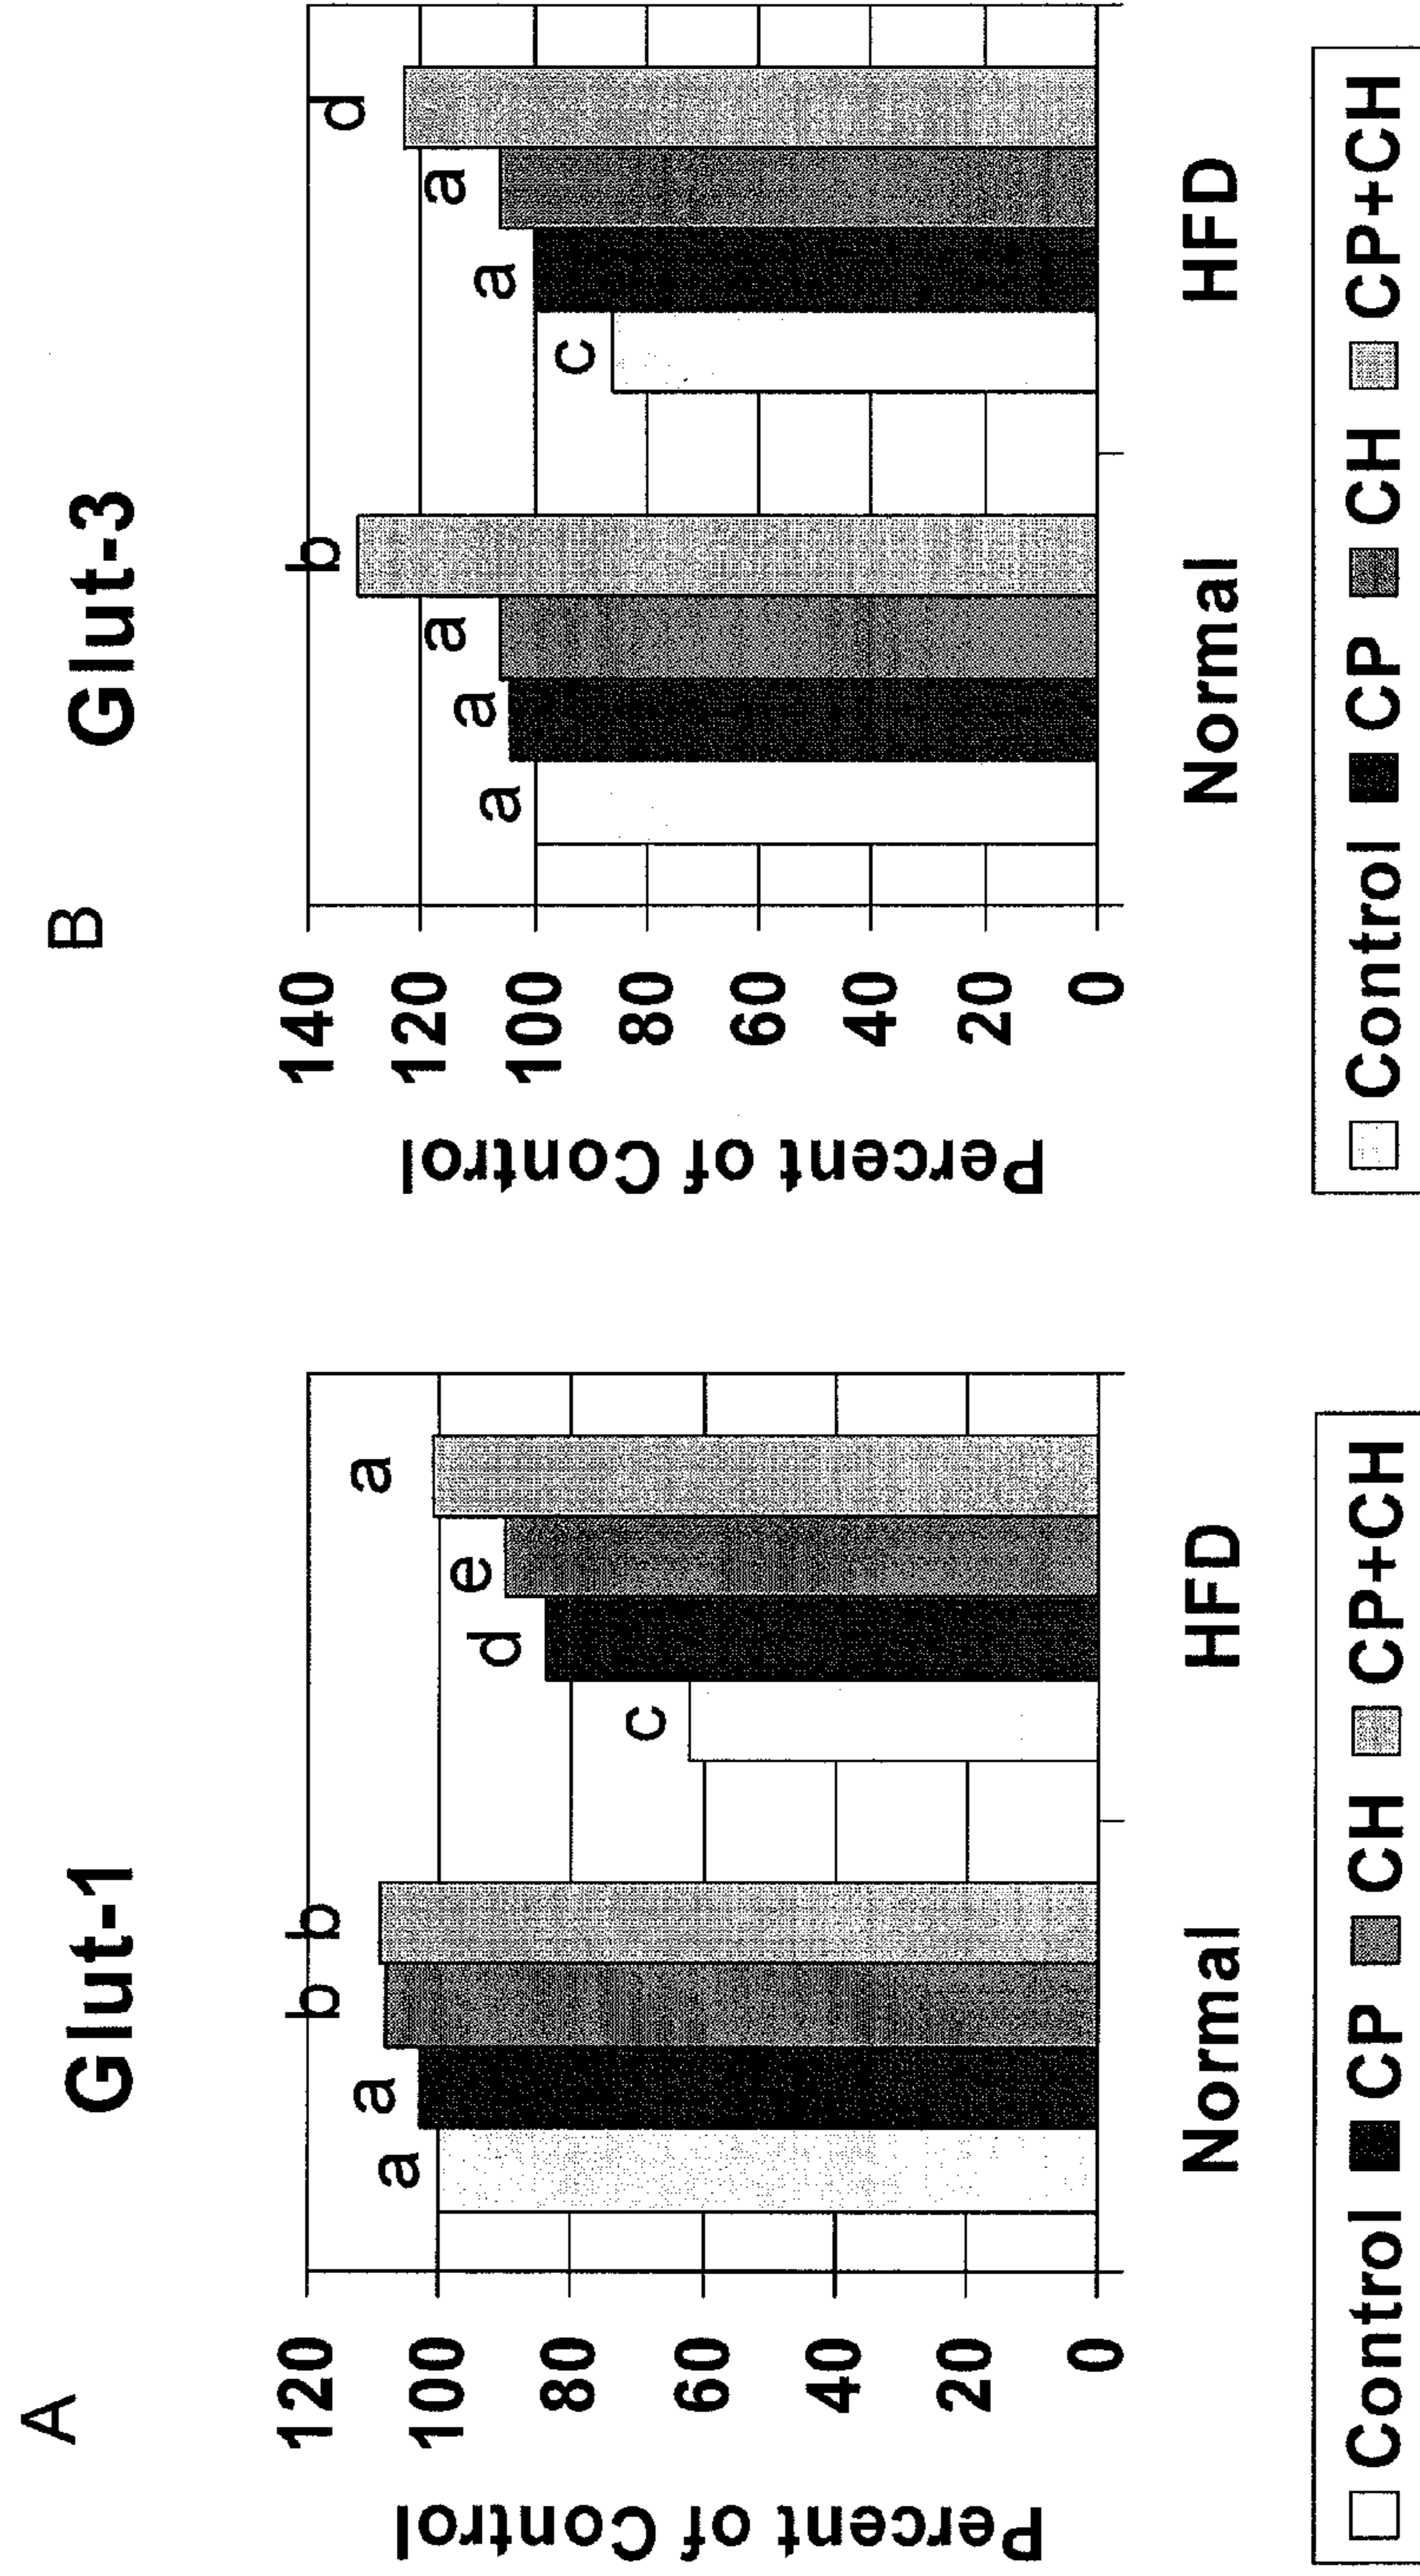 A
Glut-1
Percent of Control
120
100
80
60
40
20
0
a a b b
c d e a
Normal HFD
Control CP CH CP+CH
B
Glut-3
Percent of Control
140
120
100
80
60
40
20
0
a a a b
c a a d
Normal HFD
Control CP CH CP+CH